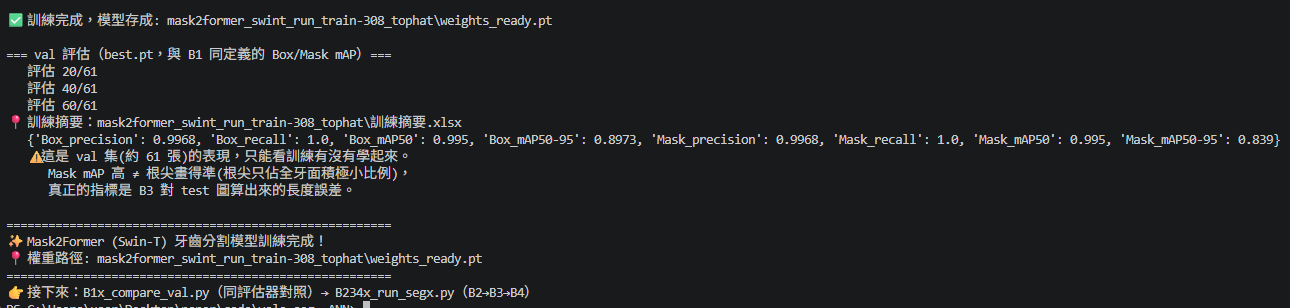 ✅ 訓練完成，模型存成: mask2former_swint_run_train-308_tophat\weights_ready.pt
=== val 評估（best.pt，與 B1 同定義的 Box/Mask mAP）===
評估 20/61
評估 40/61
評估 60/61
📍 訓練摘要: mask2former_swint_run_train-308_tophat\訓練摘要.xlsx
{'Box_precision': 0.9968, 'Box_recall': 1.0, 'Box_mAP50': 0.995, 'Box_mAP50-95': 0.8973, 'Mask_precision': 0.9968, 'Mask_recall': 1.0, 'Mask_mAP50': 0.995, 'Mask_mAP50-95': 0.839}
⚠️這是 val 集(約 61 張)的表現，只能看訓練有沒有學起來。
Mask mAP 高 ≠ 根尖畫得準(根尖只佔全牙面積極小比例)，
真正的指標是 B3 對 test 圖算出來的長度誤差。
============================================================
✨ Mask2Former (Swin-T) 牙齒分割模型訓練完成！
📍 權重路徑: mask2former_swint_run_train-308_tophat\weights_ready.pt
============================================================
👉 接下來：B1x_compare_val.py（同評估器對照）→ B234x_run_segx.py（B2→B3→B4）